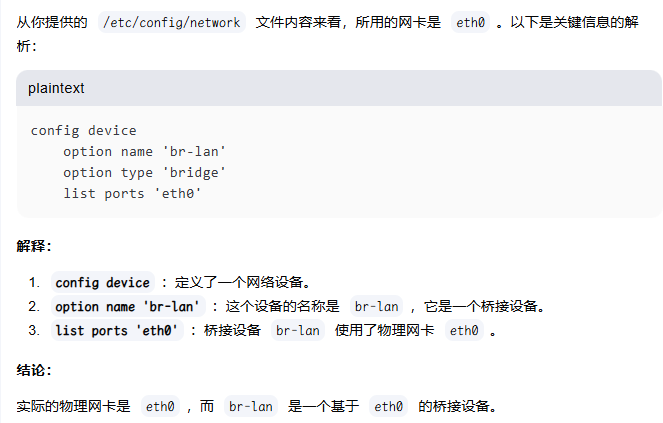 从你提供的 /etc/config/network 文件内容来看，所用的网卡是 eth0 。以下是关键信息的解
析：
plaintext
config device
    option name 'br-lan'
    option type 'bridge'
    list ports 'eth0'
解释：
1. config device ：定义了一个网络设备。
2. option name 'br-lan' ：这个设备的名称是 br-lan ，它是一个桥接设备。
3. list ports 'eth0' ：桥接设备 br-lan 使用了物理网卡 eth0 。
结论：
实际的物理网卡是 eth0 ，而 br-lan 是一个基于 eth0 的桥接设备。